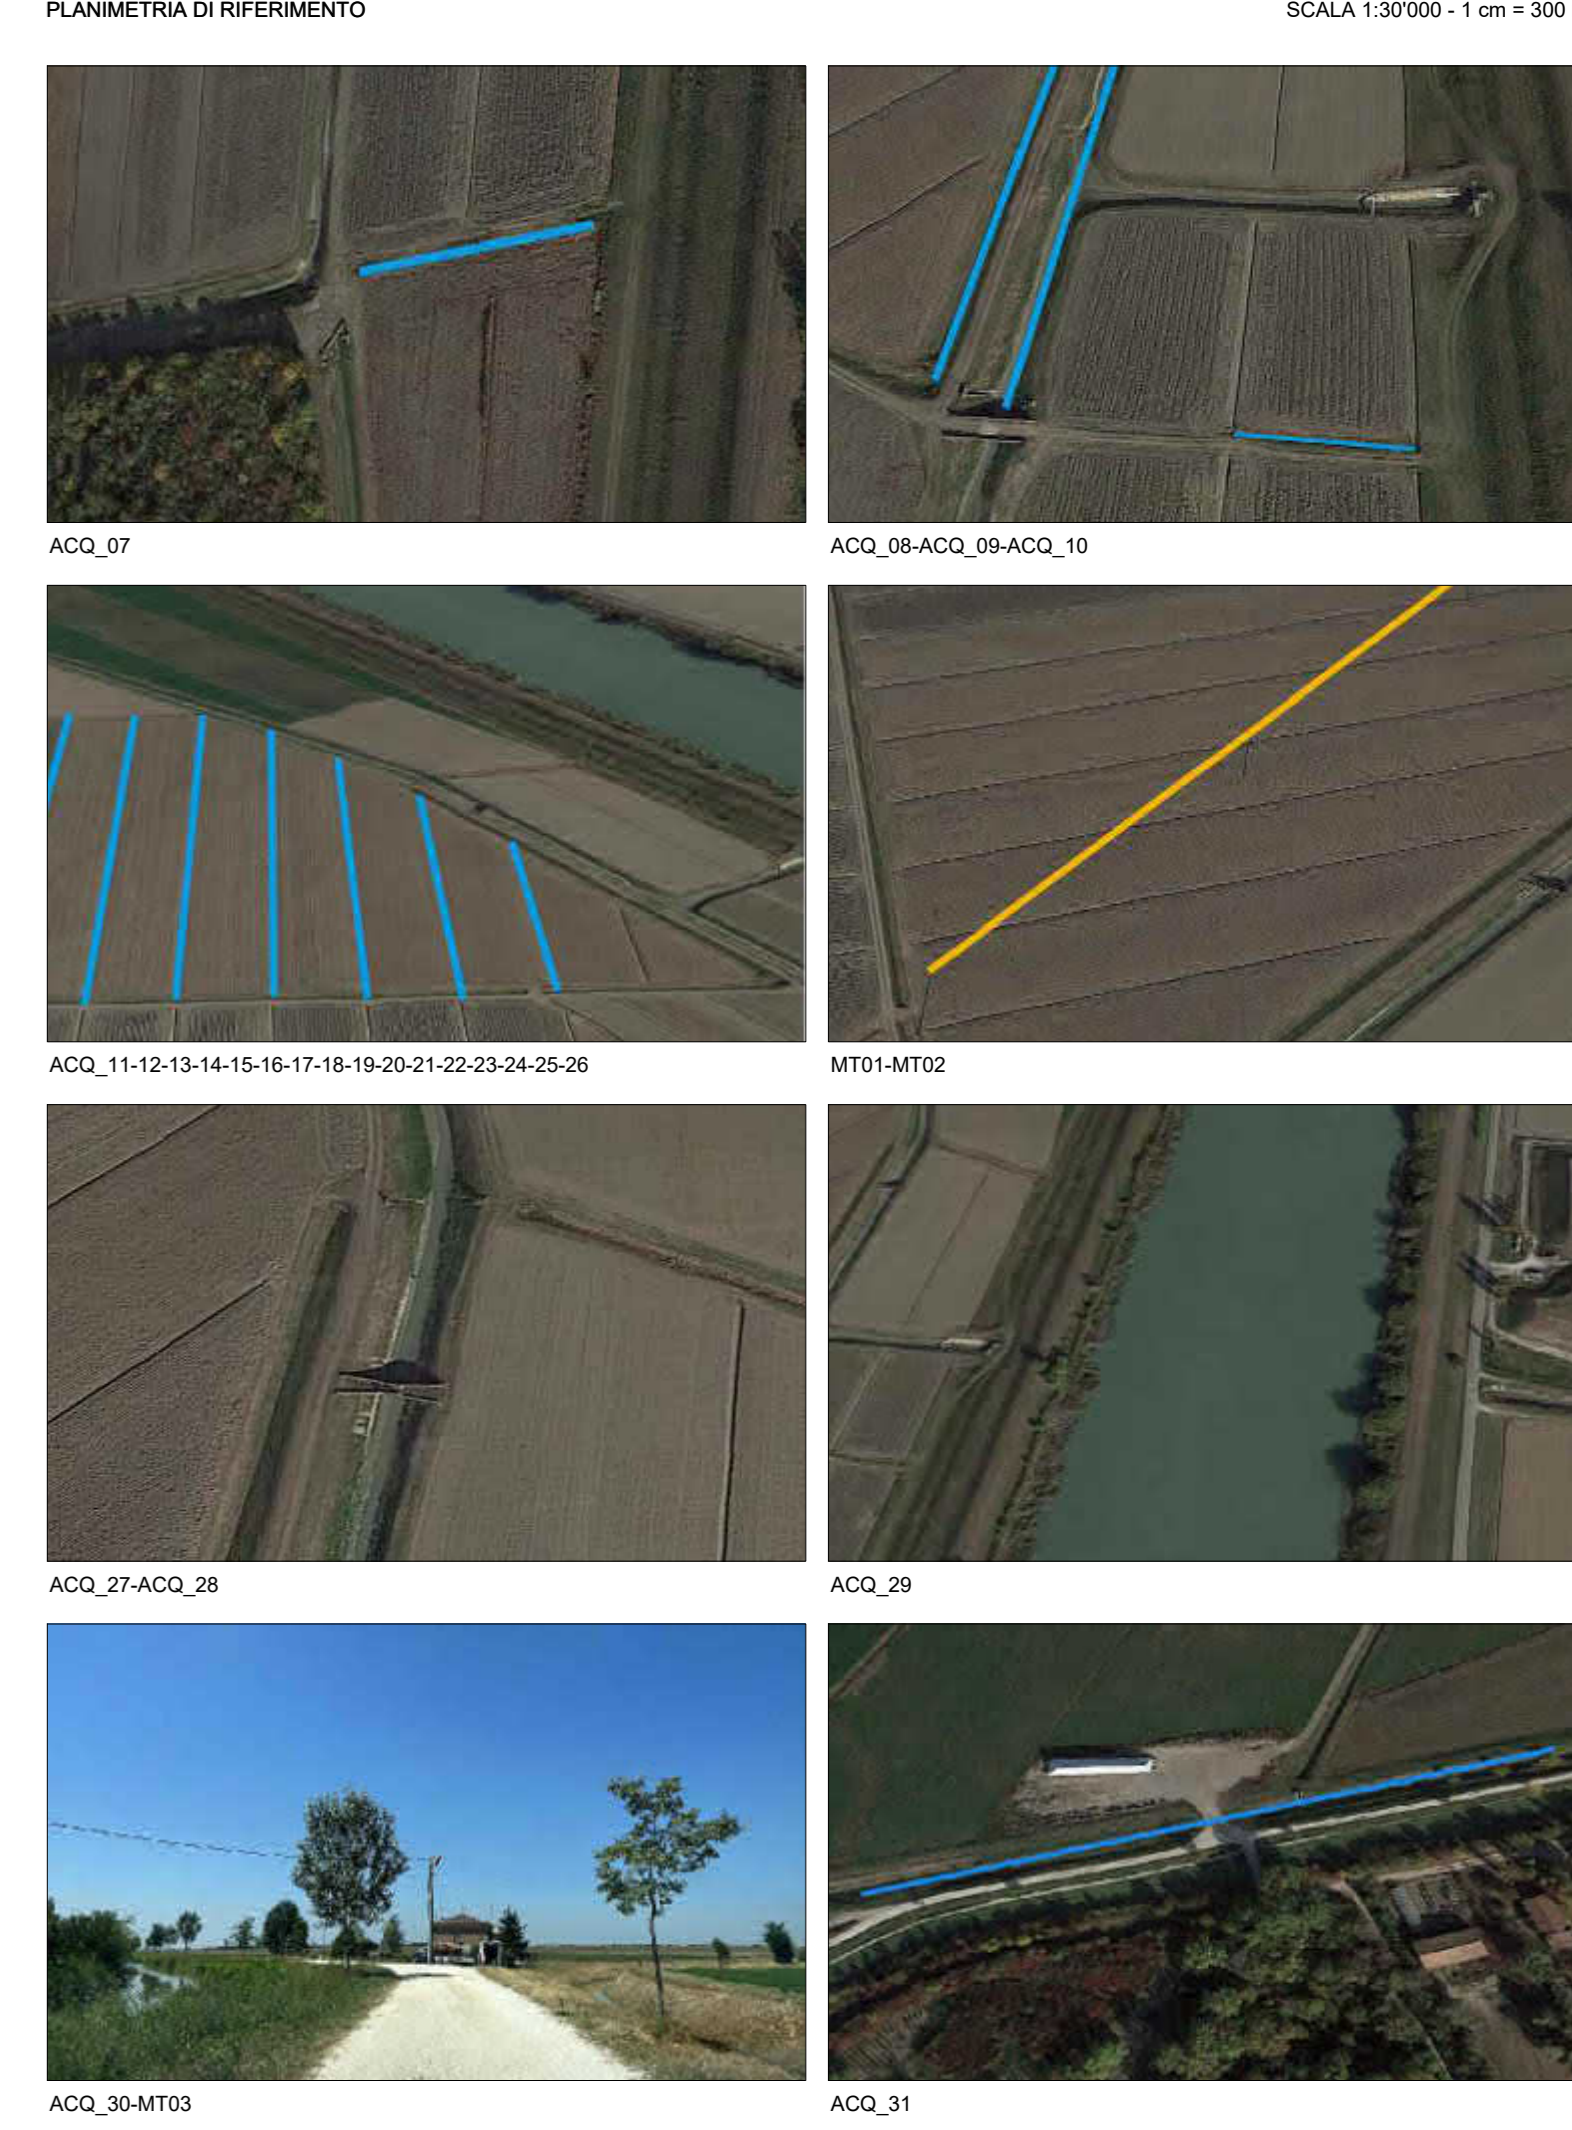 PLANIMETRIA DI RIFERIMENTO
SCALA 1:30'000 - 1 cm = 300
ACQ_07
ACQ_08-ACQ_09-ACQ_10
ACQ_11-12-13-14-15-16-17-18-19-20-21-22-23-24-25-26
MT01-MT02
ACQ_27-ACQ_28
ACQ_29
ACQ_30-MT03
ACQ_31